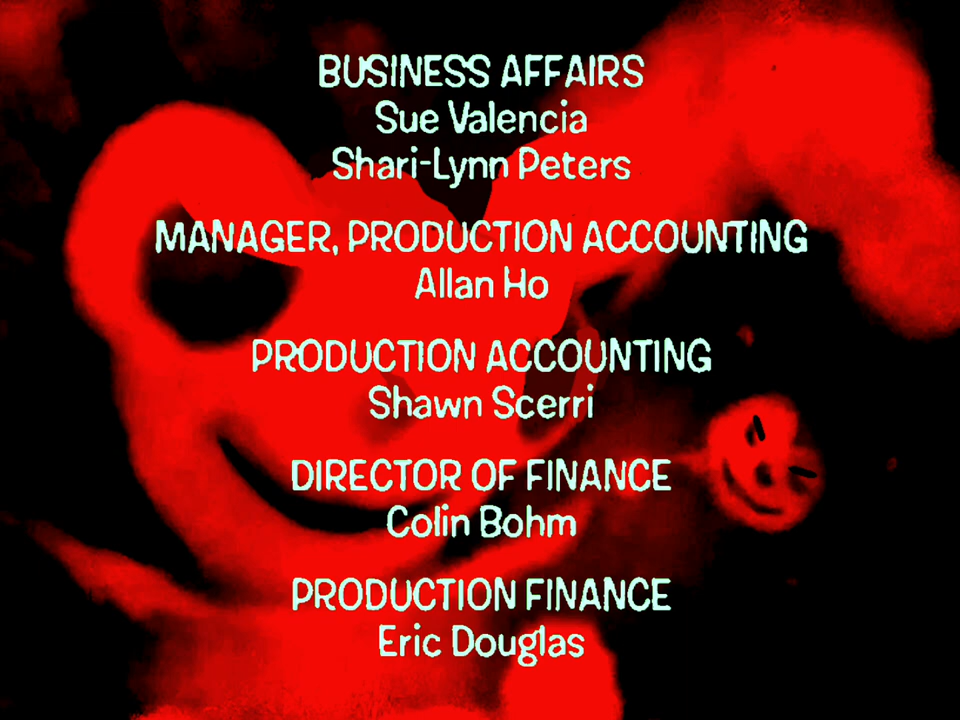 BUSINESS AFFAIRS
Sue Valencia
Shari-Lynn Peters
MANAGER, PRODUCTION ACCOUNTING
Allan Ho
PRODUCTION ACCOUNTING
Shawn Scerri
DIRECTOR OF FINANCE
Colin Bohm
PRODUCTION FINANCE
Eric Douglas